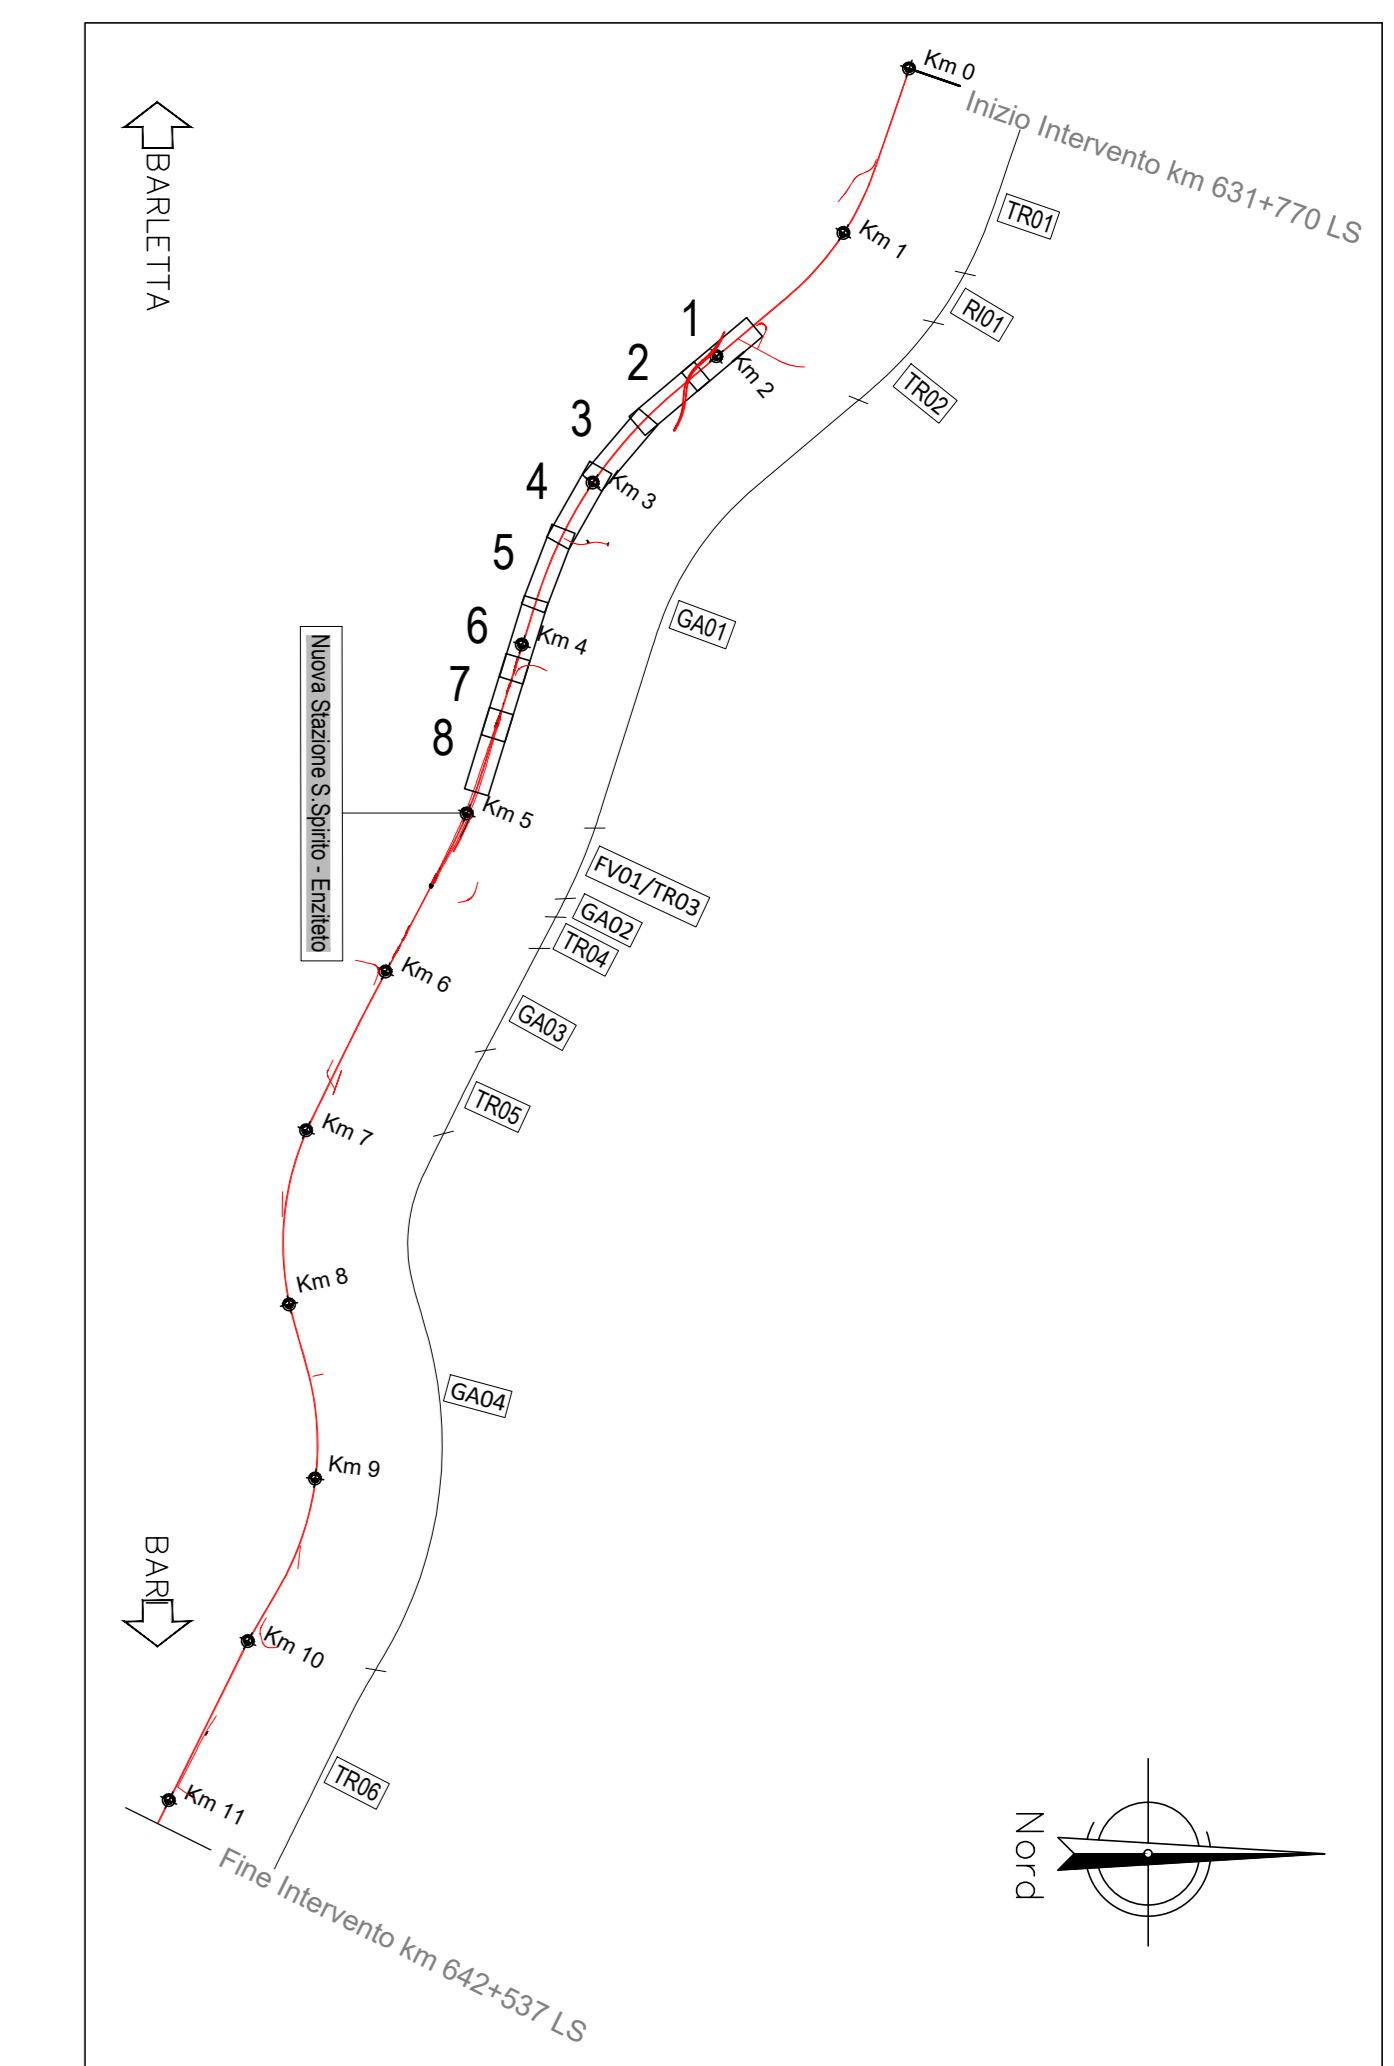 Km 0
Inizio Intervento km 631+770 LS
BARLETTA
TR01
Km 1
RI01
1
Km 2
2
TR02
3
4
Km 3
5
GA01
6
Km 4
7
8
Nuova Stazione S.Spirito - Enziteto
Km 5
FV01/TR03
GA02
TR04
Km 6
GA03
TR05
Km 7
Km 8
GA04
Km 9
BARI
Km 10
TR06
Km 11
Nord
Fine Intervento km 642+537 LS